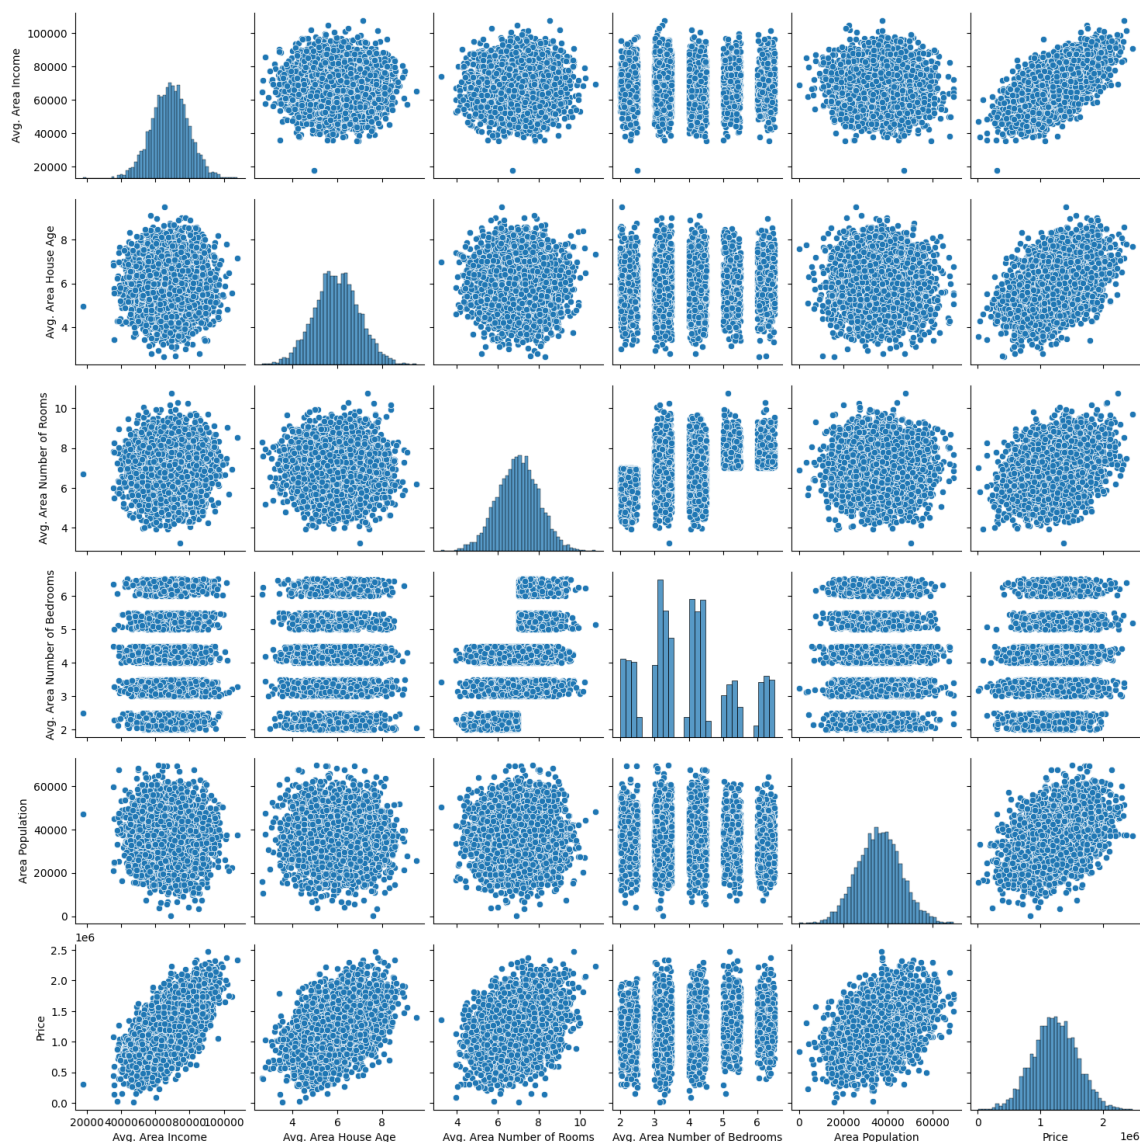 Avg. Area Income
100000
80000
60000
40000
20000
Avg. Area House Age
8
6
4
Avg. Area Number of Rooms
10
8
6
4
Avg. Area Number of Bedrooms
6
5
4
3
2
Area Population
60000
40000
20000
0
1e6
Price
2.5
2.0
1.5
1.0
0.5
0.0
20000 40000 60000 80000 100000
4 6 8
4 6 8 10
2 3 4 5 6
0 20000 40000 60000
0 1 2
Avg. Area Income
Avg. Area House Age
Avg. Area Number of Rooms
Avg. Area Number of Bedrooms
Area Population
Price